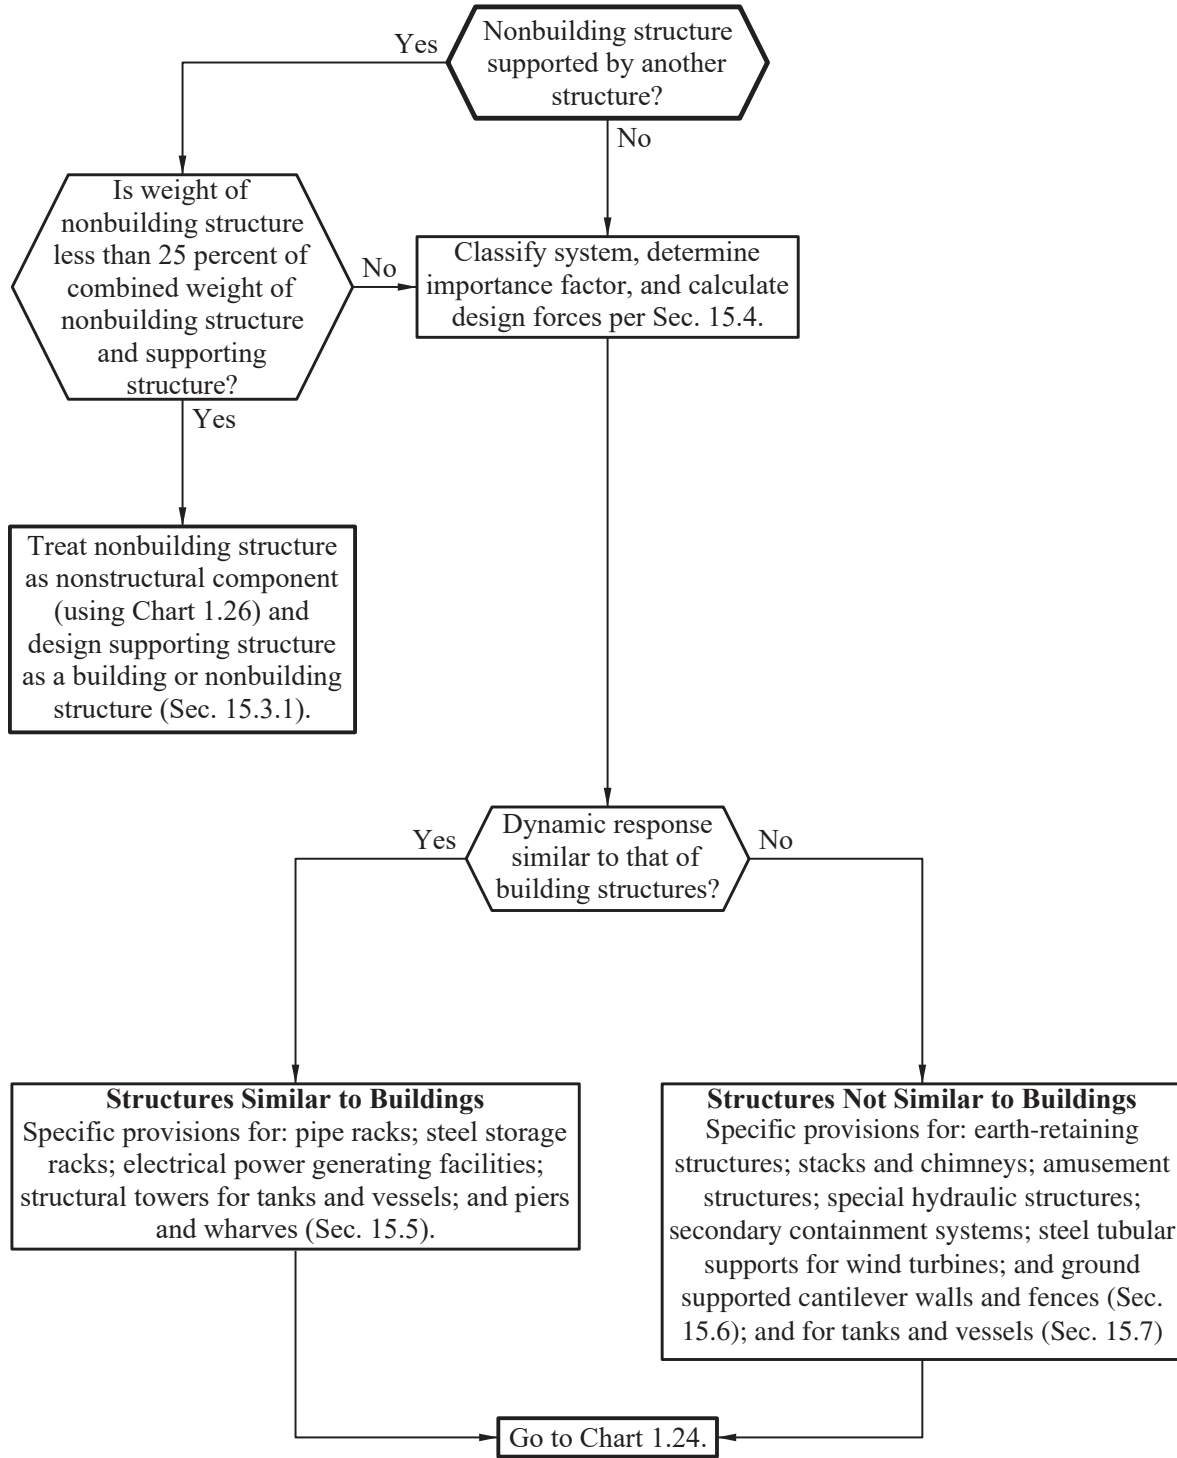 Nonbuilding structure
supported by another
structure?
Yes
No
Is weight of
nonbuilding structure
less than 25 percent of
combined weight of
nonbuilding structure
and supporting
structure?
No
Classify system, determine
importance factor, and calculate
design forces per Sec. 15.4.
Yes
Treat nonbuilding structure
as nonstructural component
(using Chart 1.26) and
design supporting structure
as a building or nonbuilding
structure (Sec. 15.3.1).
Dynamic response
similar to that of
building structures?
Yes
No
Structures Similar to Buildings
Specific provisions for: pipe racks; steel storage
racks; electrical power generating facilities;
structural towers for tanks and vessels; and piers
and wharves (Sec. 15.5).
Structures Not Similar to Buildings
Specific provisions for: earth-retaining
structures; stacks and chimneys; amusement
structures; special hydraulic structures;
secondary containment systems; steel tubular
supports for wind turbines; and ground
supported cantilever walls and fences (Sec.
15.6); and for tanks and vessels (Sec. 15.7)
Go to Chart 1.24.